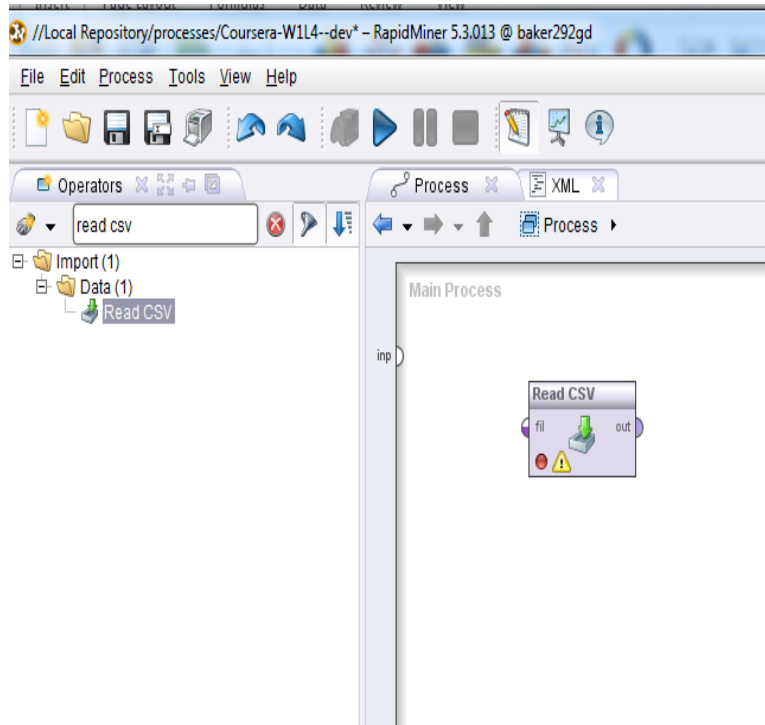 //Local Repository/processes/Coursera-W1L4--dev* – RapidMiner 5.3.013 @ baker292gd
File Edit Process Tools View Help
Operators
Process
XML
read csv
Process
Import (1)
Data (1)
Read CSV
Main Process
inp
Read CSV
fil
out